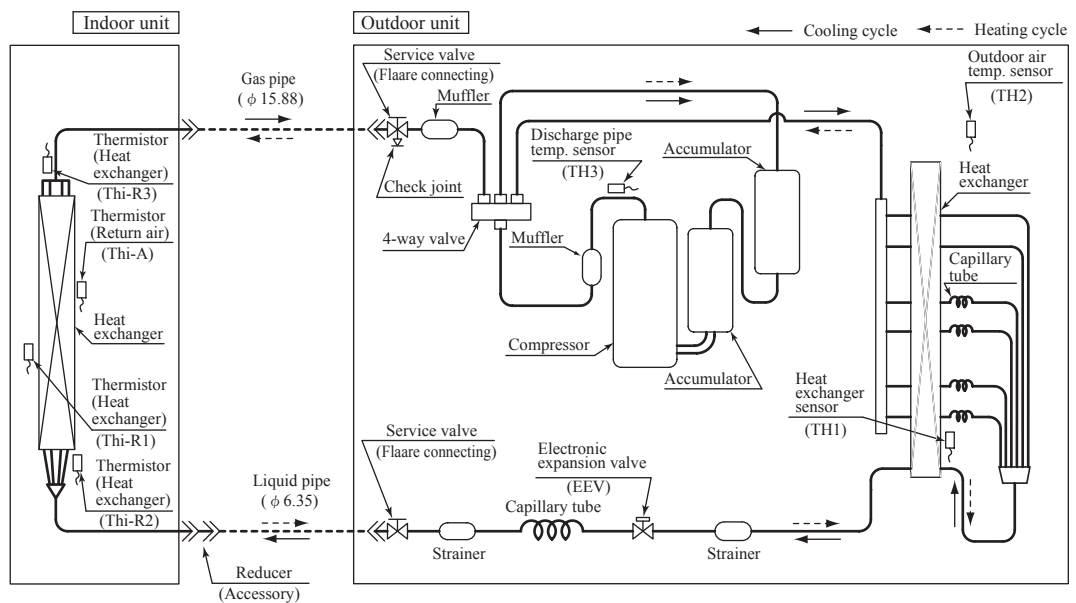 Indoor unit
Outdoor unit
Cooling cycle
Heating cycle
Service valve
(Flaare connecting)
Outdoor air
temp. sensor
(TH2)
Gas pipe
( ϕ 15.88)
Muffler
Thermistor
(Heat
exchanger)
(Thi-R3)
Discharge pipe
temp. sensor
(TH3)
Accumulator
Heat
exchanger
Check joint
Thermistor
(Return air)
(Thi-A)
4-way valve
Muffler
Capillary
tube
Heat
exchanger
Compressor
Accumulator
Heat
exchanger
sensor
(TH1)
Thermistor
(Heat
exchanger)
(Thi-R1)
Service valve
(Flaare connecting)
Electronic
expansion valve
(EEV)
Thermistor
(Heat
exchanger)
(Thi-R2)
Liquid pipe
( ϕ 6.35)
Capillary tube
Strainer
Strainer
Reducer
(Accessory)